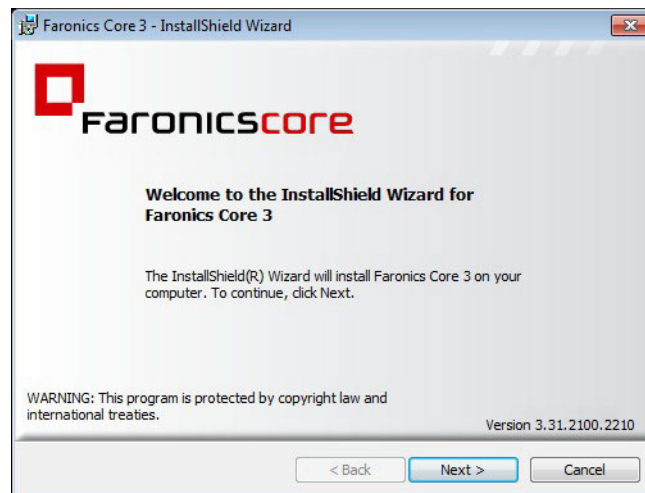 Faronics Core 3 - InstallShield Wizard
Faronicscore
Welcome to the InstallShield Wizard for
Faronics Core 3
The InstallShield(R) Wizard will install Faronics Core 3 on your
computer. To continue, click Next.
WARNING: This program is protected by copyright law and
international treaties.
Version 3.31.2100.2210
< Back
Next >
Cancel